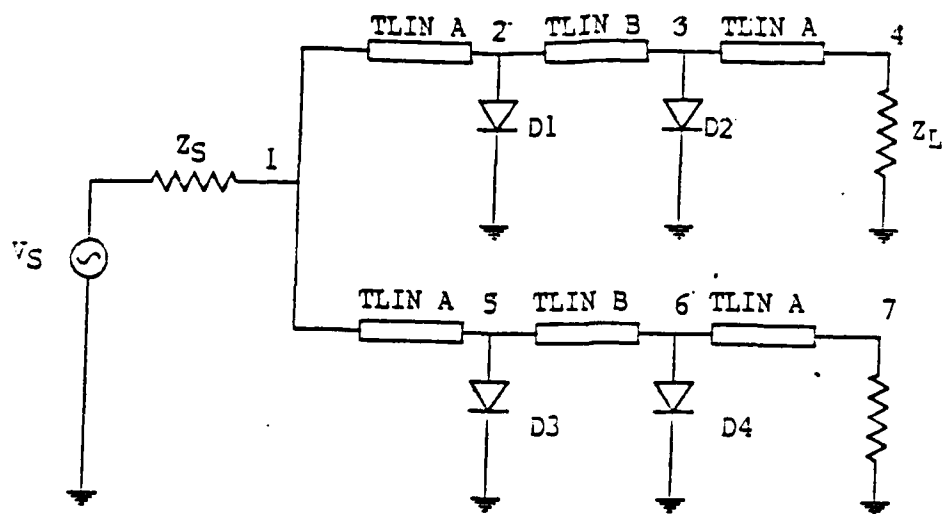 TLIN A 2 TLIN B 3 TLIN A 4
D1 D2
Z_L
Z_S 1
V_S
TLIN A 5 TLIN B 6 TLIN A 7
D3 D4